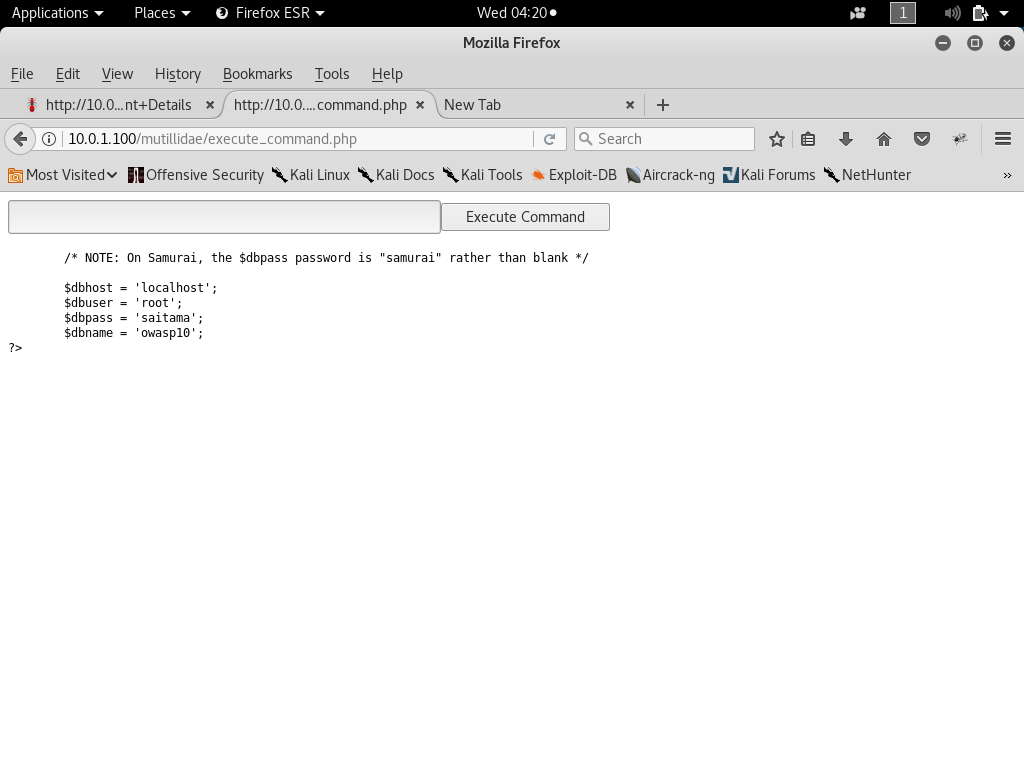 Applications Places Firefox ESR Wed 04:20 1
Mozilla Firefox
File Edit View History Bookmarks Tools Help
http://10.0...nt+Details http://10.0....command.php New Tab
10.0.1.100/mutillidae/execute_command.php Search
Most Visited Offensive Security Kali Linux Kali Docs Kali Tools Exploit-DB Aircrack-ng Kali Forums NetHunter »
Execute Command
/* NOTE: On Samurai, the $dbpass password is "samurai" rather than blank */
$dbhost = 'localhost';
$dbuser = 'root';
$dbpass = 'saitama';
$dbname = 'owasp10';
?>